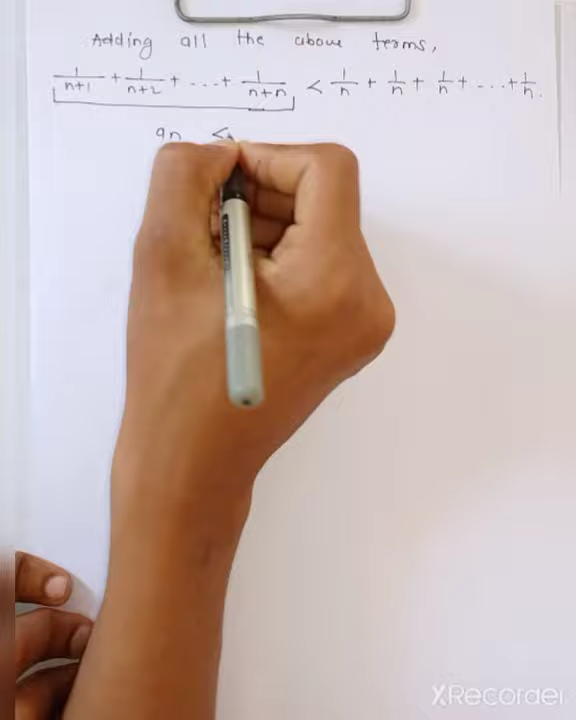 Adding all the above terms,
1/n+1 + 1/n+2 + ... + 1/n+n < 1/n + 1/n + 1/n + ... + 1/n.
an <
XRecorder